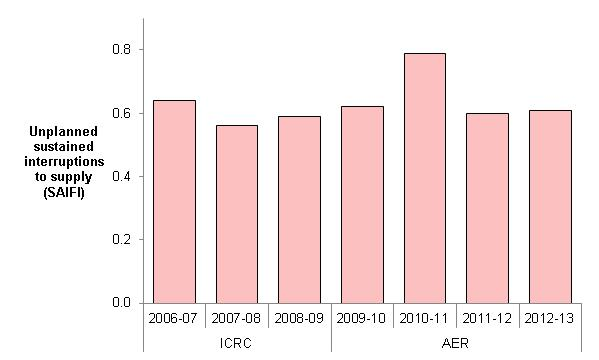 0.8
0.6
0.4
0.2
0.0
Unplanned
sustained
interruptions
to supply
(SAIFI)
2006-07 2007-08 2008-09 2009-10 2010-11 2011-12 2012-13
ICRC AER